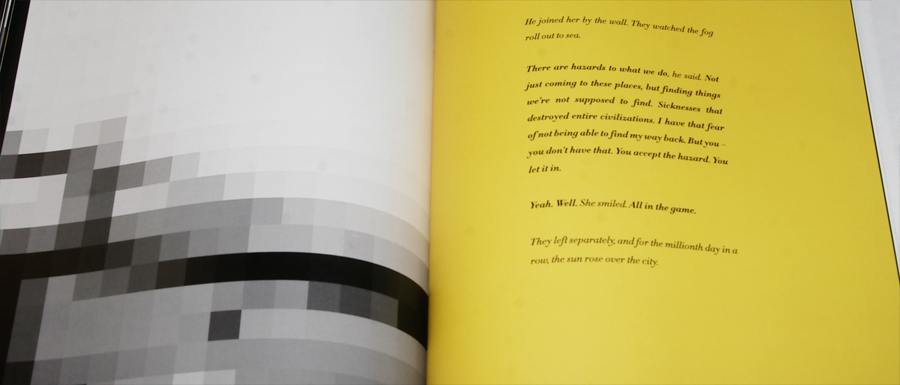 He joined her by the wall. They watched the fog
roll out to sea.
There are hazards to what we do, he said. Not
just coming to these places, but finding things
we're not supposed to find. Sicknesses that
destroyed entire civilizations. I have that fear
of not being able to find my way back. But you –
you don't have that. You accept the hazard. You
let it in.
Yeah. Well. She smiled. All in the game.
They left separately, and for the millionth day in a
row, the sun rose over the city.